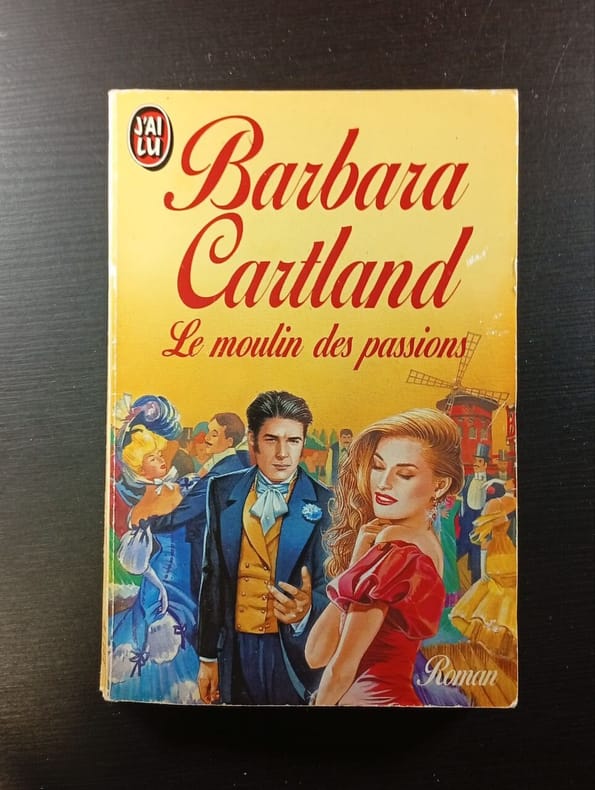 J'AI
LU
Barbara
Cartland
Le moulin des passions
Roman